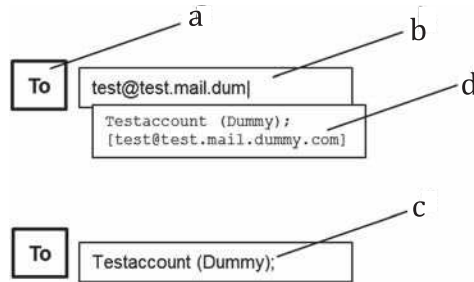 a
b
To
test@test.mail.dum|
d
Testaccount (Dummy);
[test@test.mail.dummy.com]
c
To
Testaccount (Dummy);